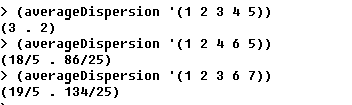 > (averageDispersion '(1 2 3 4 5))
(3 . 2)
> (averageDispersion '(1 2 4 6 5))
(18/5 . 86/25)
> (averageDispersion '(1 2 3 6 7))
(19/5 . 134/25)